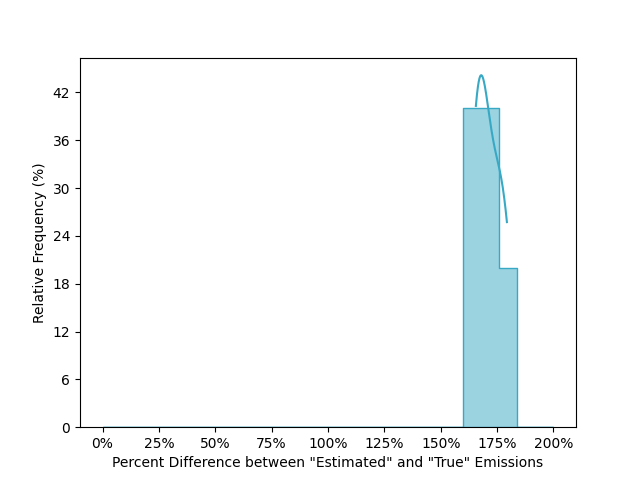 42
36
30
24
18
12
6
0
Relative Frequency (%)
0% 25% 50% 75% 100% 125% 150% 175% 200%
Percent Difference between "Estimated" and "True" Emissions